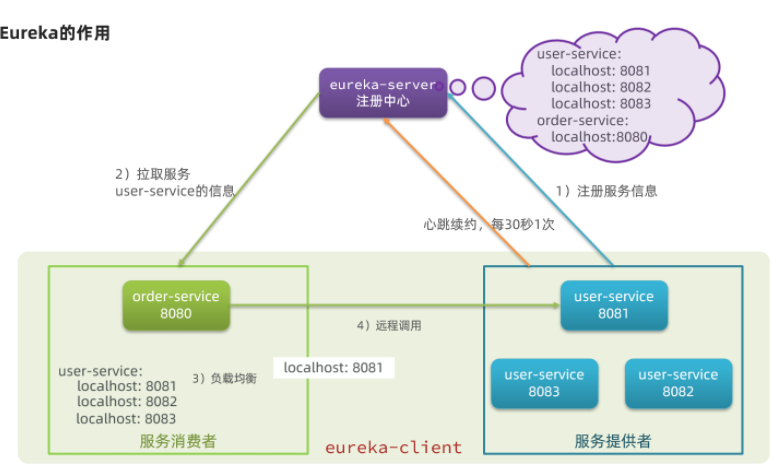 Eureka的作用
eureka-server
注册中心
user-service:
localhost: 8081
localhost: 8082
localhost: 8083
order-service:
localhost:8080
2）拉取服务
user-service的信息
1）注册服务信息
心跳续约，每30秒1次
order-service
8080
user-service
8081
4）远程调用
user-service:
localhost: 8081
localhost: 8082
localhost: 8083
3）负载均衡
localhost: 8081
user-service
8083
user-service
8082
服务消费者
eureka-client
服务提供者